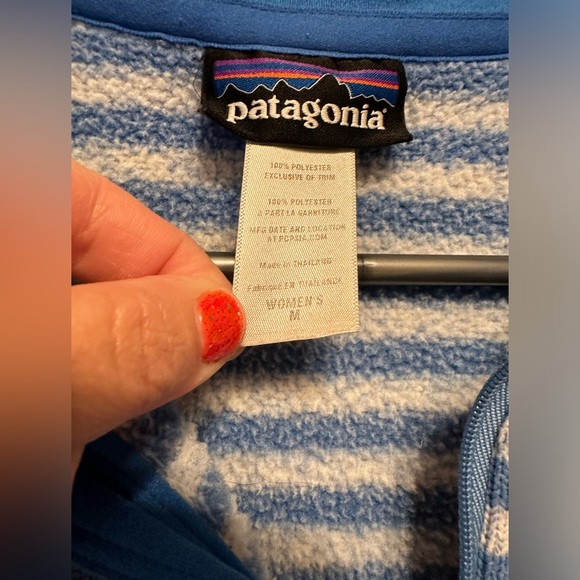 patagonia®
100% POLYESTER
EXCLUSIVE OF TRIM
100% POLYESTER
A PART LA GARNITURE
MFG DATE AND LOCATION
AT PCPSIA.COM
Made in THAILAND
Fabriqué EN THAILANDE
WOMEN'S
M